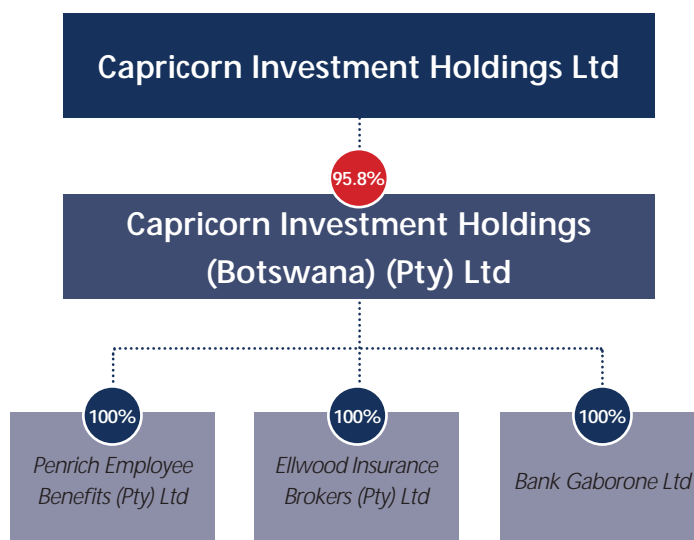 Capricorn Investment Holdings Ltd
95.8%
Capricorn Investment Holdings
(Botswana) (Pty) Ltd
100%
100%
100%
Penrich Employee
Benefits (Pty) Ltd
Ellwood Insurance
Brokers (Pty) Ltd
Bank Gaborone Ltd